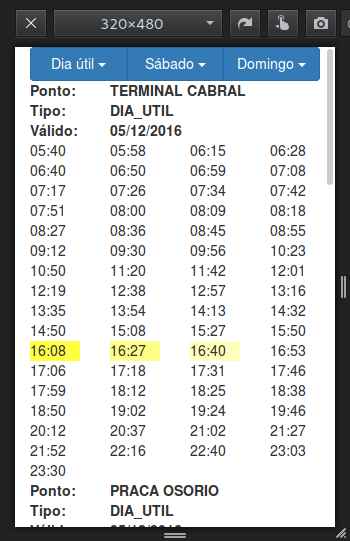 320×480
Dia útil Sábado Domingo
Ponto: TERMINAL CABRAL
Tipo: DIA_UTIL
Válido: 05/12/2016
05:40 05:58 06:15 06:28
06:40 06:50 06:59 07:08
07:17 07:26 07:34 07:42
07:51 08:00 08:09 08:18
08:27 08:36 08:45 08:55
09:12 09:30 09:56 10:23
10:50 11:20 11:42 12:01
12:19 12:38 12:57 13:16
13:35 13:54 14:13 14:32
14:50 15:08 15:27 15:50
16:08 16:27 16:40 16:53
17:06 17:18 17:31 17:46
17:59 18:12 18:25 18:38
18:50 19:02 19:24 19:46
20:12 20:37 21:02 21:27
21:52 22:16 22:40 23:03
23:30
Ponto: PRACA OSORIO
Tipo: DIA_UTIL
Válido: 05/12/2016